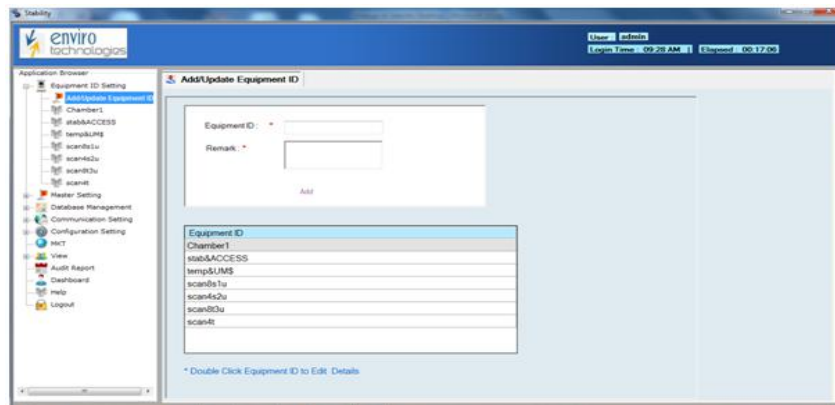 Stability
enviro
technologies
User : admin
Login Time : 09:28 AM | Elapsed : 00:17:06
Application Browser
Equipment ID Setting
Add/Update Equipment ID
Chamber1
stab&ACCESS
temp&UM$
scan8s1u
scan4s2u
scan8t3u
scan4t
Master Setting
Database Management
Communication Setting
Configuration Setting
MKT
View
Audit Report
Dashboard
Help
Logout
Add/Update Equipment ID
Equipment ID : *
Remark : *
Add
Equipment ID
Chamber1
stab&ACCESS
temp&UM$
scan8s1u
scan4s2u
scan8t3u
scan4t
* Double Click Equipment ID to Edit Details